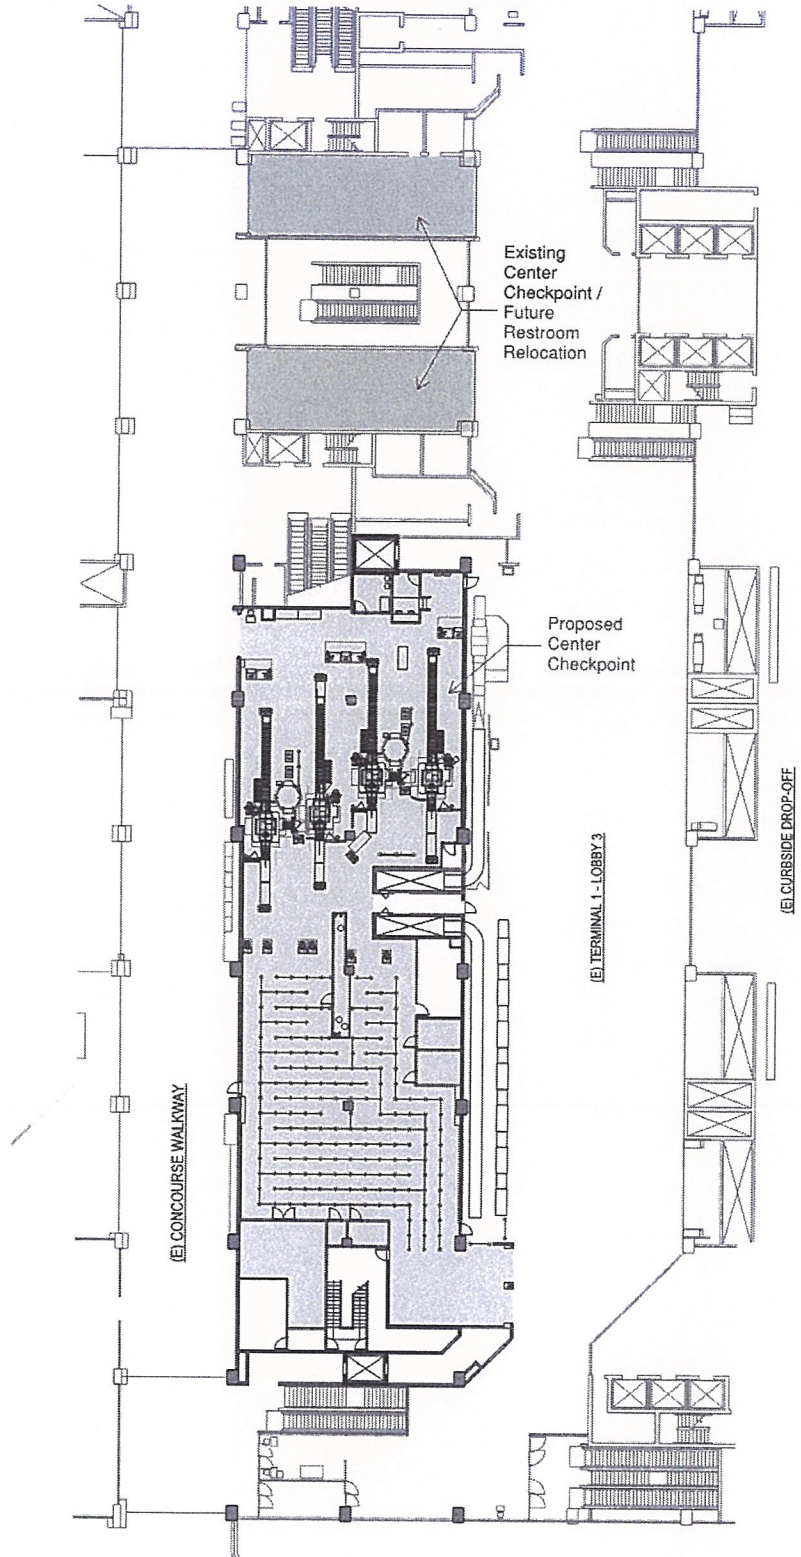 Existing
Center
Checkpoint /
Future
Restroom
Relocation
Proposed
Center
Checkpoint
(E) CURBSIDE DROP-OFF
(E) TERMINAL 1 - LOBBY 3
(E) CONCOURSE WALKWAY